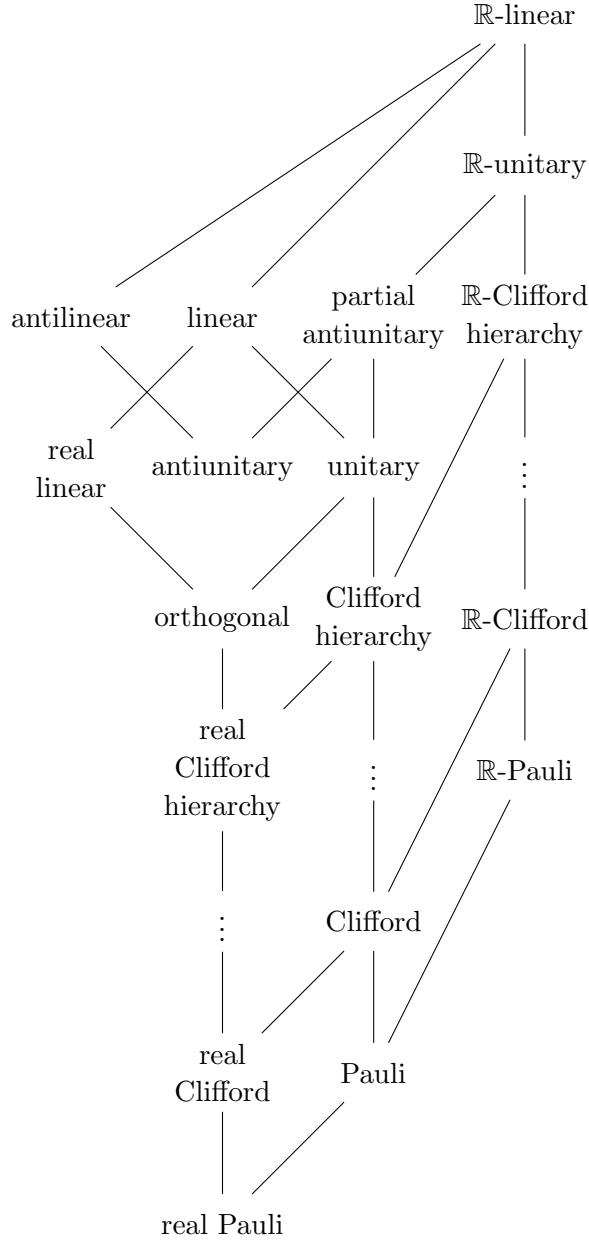 ℝ-linear
ℝ-unitary
antilinear
linear
partial
antiunitary
ℝ-Clifford
hierarchy
real
linear
antiunitary
unitary
⋮
orthogonal
Clifford
hierarchy
ℝ-Clifford
real
Clifford
hierarchy
⋮
ℝ-Pauli
⋮
Clifford
real
Clifford
Pauli
real Pauli